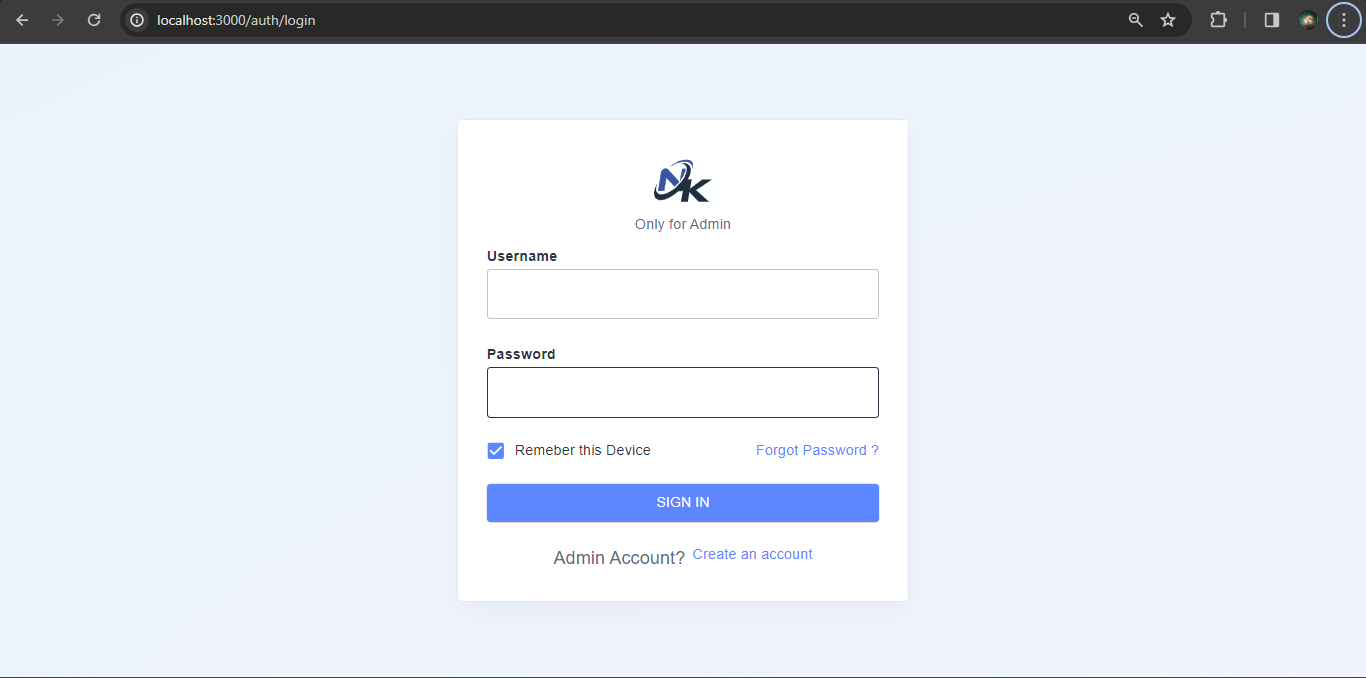 localhost:3000/auth/login
NK
Only for Admin
Username
Password
Remeber this Device Forgot Password ?
SIGN IN
Admin Account? Create an account